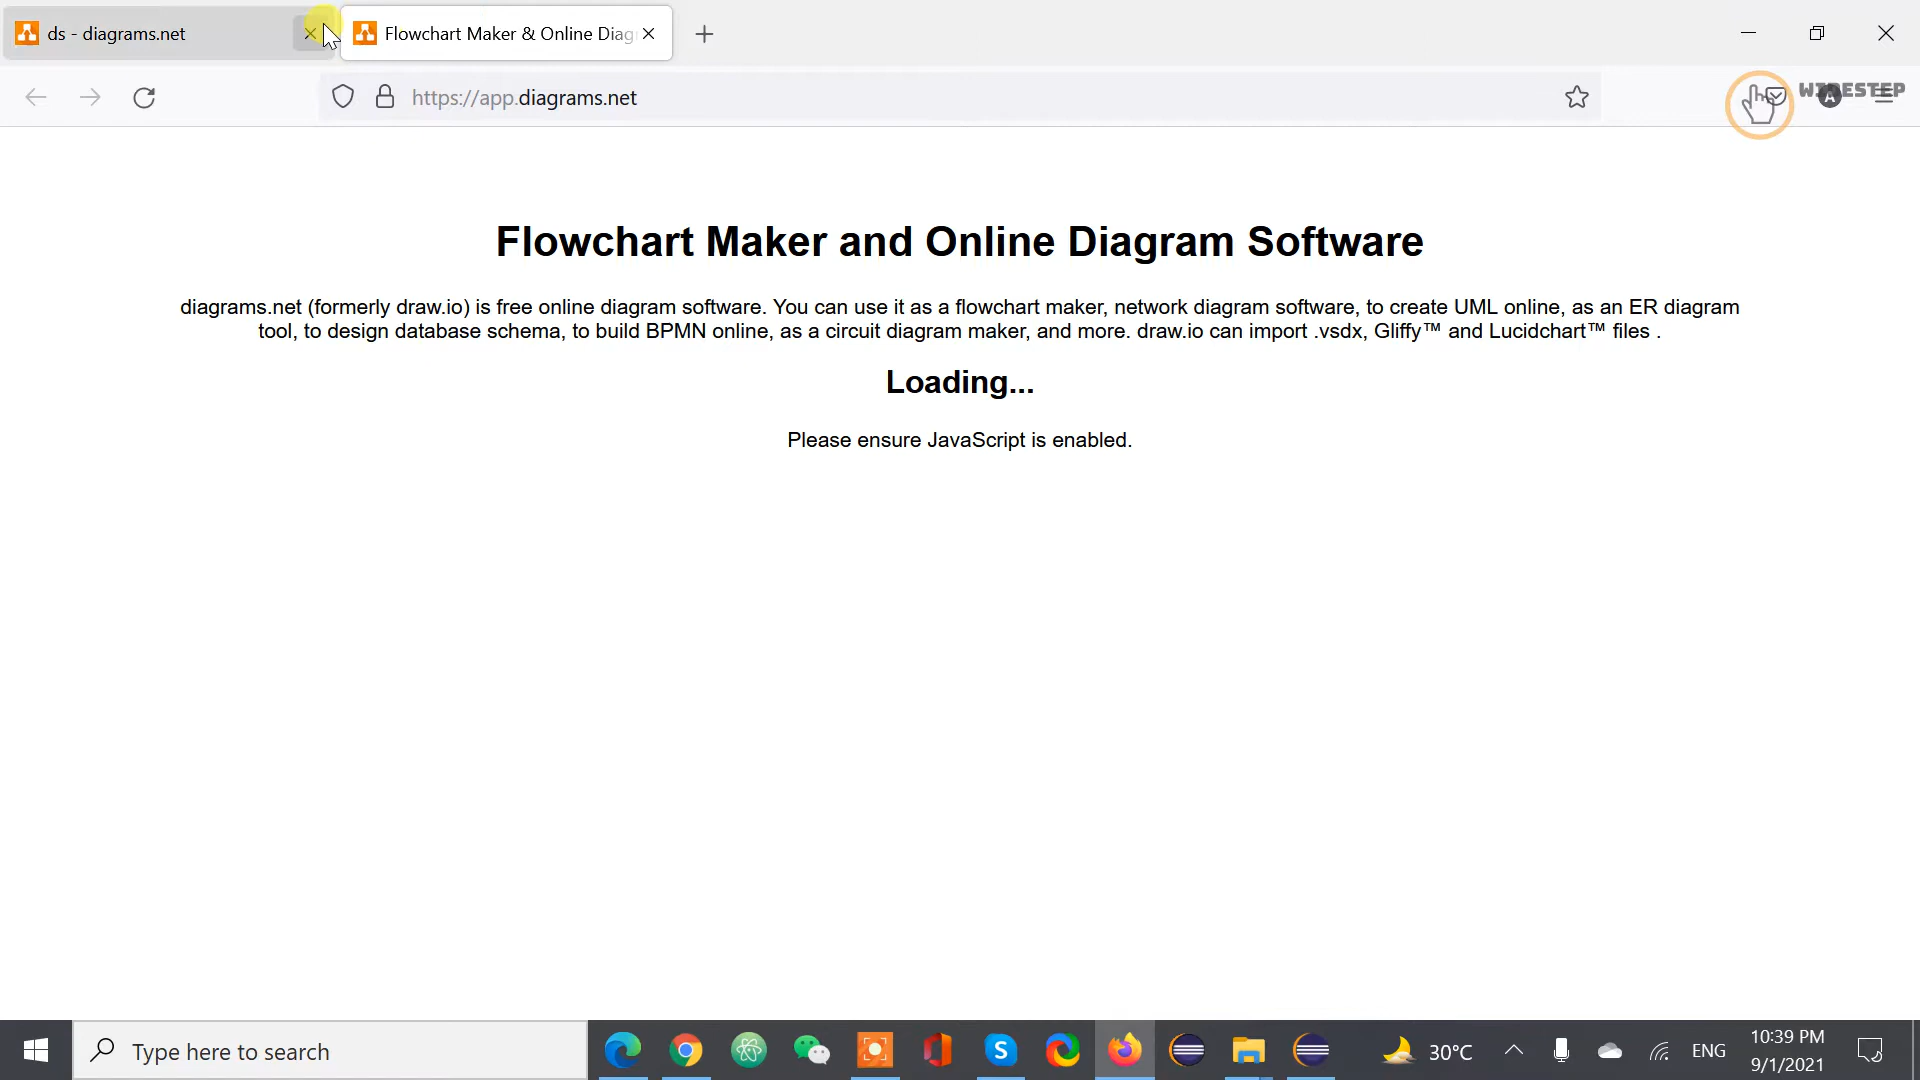 ds - diagrams.net
Flowchart Maker & Online Diag
https://app.diagrams.net
WIDESTEP
A
Flowchart Maker and Online Diagram Software
diagrams.net (formerly draw.io) is free online diagram software. You can use it as a flowchart maker, network diagram software, to create UML online, as an ER diagram
tool, to design database schema, to build BPMN online, as a circuit diagram maker, and more. draw.io can import .vsdx, Gliffy™ and Lucidchart™ files .
Loading...
Please ensure JavaScript is enabled.
Type here to search
S
30°C
ENG
10:39 PM
9/1/2021